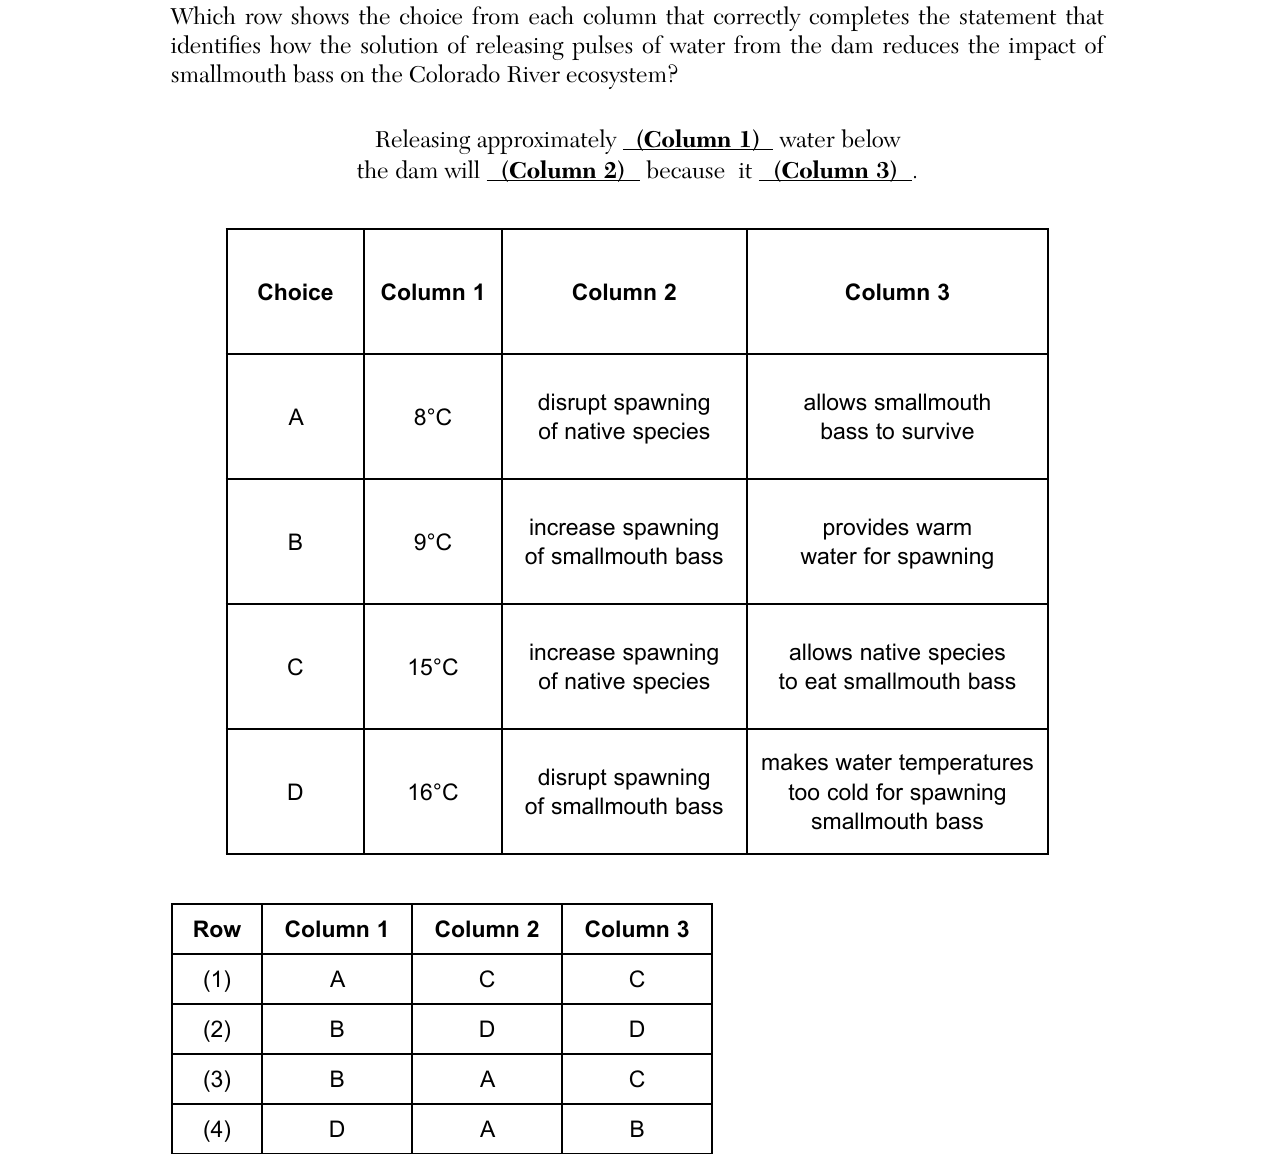 Which row shows the choice from each column that correctly completes the statement that
identifies how the solution of releasing pulses of water from the dam reduces the impact of
smallmouth bass on the Colorado River ecosystem?
Releasing approximately (Column 1) water below
the dam will (Column 2) because it (Column 3).
Choice Column 1 Column 2 Column 3
A 8°C disrupt spawning of native species allows smallmouth bass to survive
B 9°C increase spawning of smallmouth bass provides warm water for spawning
C 15°C increase spawning of native species allows native species to eat smallmouth bass
D 16°C disrupt spawning of smallmouth bass makes water temperatures too cold for spawning smallmouth bass
Row Column 1 Column 2 Column 3
(1) A C C
(2) B D D
(3) B A C
(4) D A B